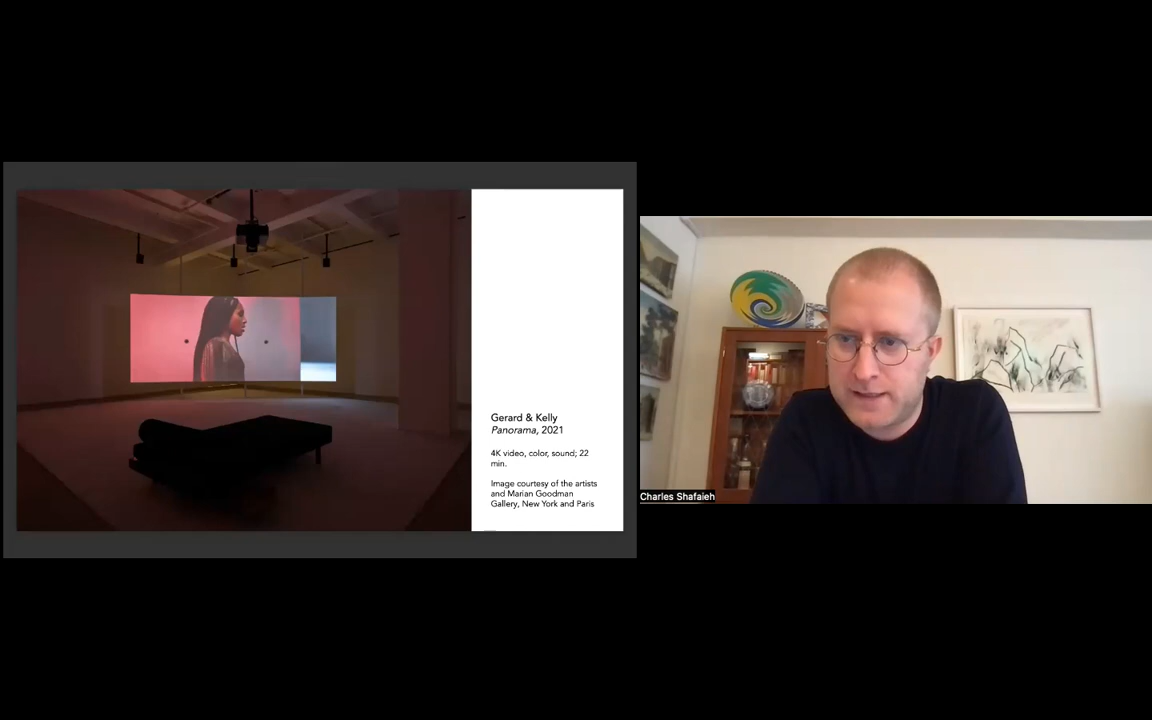 Gerard & Kelly
Panorama, 2021
4K video, color, sound; 22
min.
Image courtesy of the artists
and Marian Goodman
Gallery, New York and Paris
Charles Shafaieh